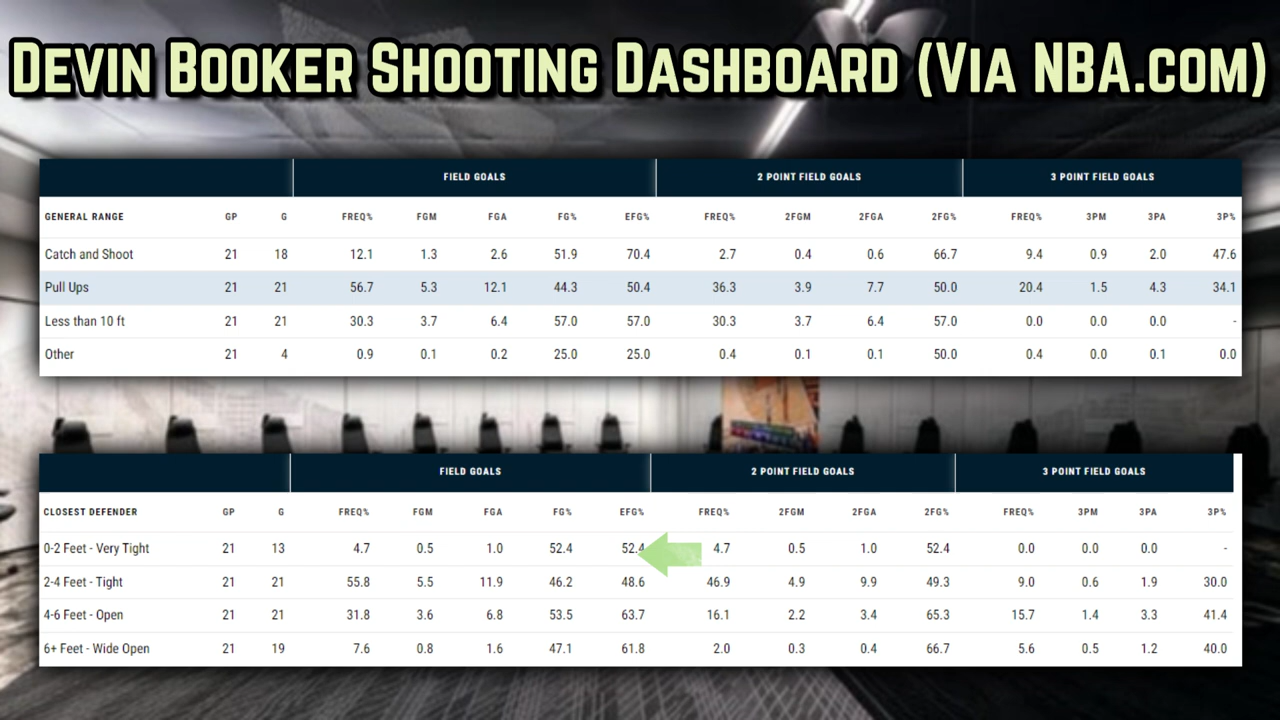 Devin Booker Shooting Dashboard (Via NBA.com)
FIELD GOALS 2 POINT FIELD GOALS 3 POINT FIELD GOALS
GENERAL RANGE GP G FREQ% FGM FGA FG% EFG% FREQ% 2FGM 2FGA 2FG% FREQ% 3PM 3PA 3P%
Catch and Shoot 21 18 12.1 1.3 2.6 51.9 70.4 2.7 0.4 0.6 66.7 9.4 0.9 2.0 47.6
Pull Ups 21 21 56.7 5.3 12.1 44.3 50.4 36.3 3.9 7.7 50.0 20.4 1.5 4.3 34.1
Less than 10 ft 21 21 30.3 3.7 6.4 57.0 57.0 30.3 3.7 6.4 57.0 0.0 0.0 0.0 -
Other 21 4 0.9 0.1 0.2 25.0 25.0 0.4 0.1 0.1 50.0 0.4 0.0 0.1 0.0
FIELD GOALS 2 POINT FIELD GOALS 3 POINT FIELD GOALS
CLOSEST DEFENDER GP G FREQ% FGM FGA FG% EFG% FREQ% 2FGM 2FGA 2FG% FREQ% 3PM 3PA 3P%
0-2 Feet - Very Tight 21 13 4.7 0.5 1.0 52.4 52.4 4.7 0.5 1.0 52.4 0.0 0.0 0.0 -
2-4 Feet - Tight 21 21 55.8 5.5 11.9 46.2 48.6 46.9 4.9 9.9 49.3 9.0 0.6 1.9 30.0
4-6 Feet - Open 21 21 31.8 3.6 6.8 53.5 63.7 16.1 2.2 3.4 65.3 15.7 1.4 3.3 41.4
6+ Feet - Wide Open 21 19 7.6 0.8 1.6 47.1 61.8 2.0 0.3 0.4 66.7 5.6 0.5 1.2 40.0